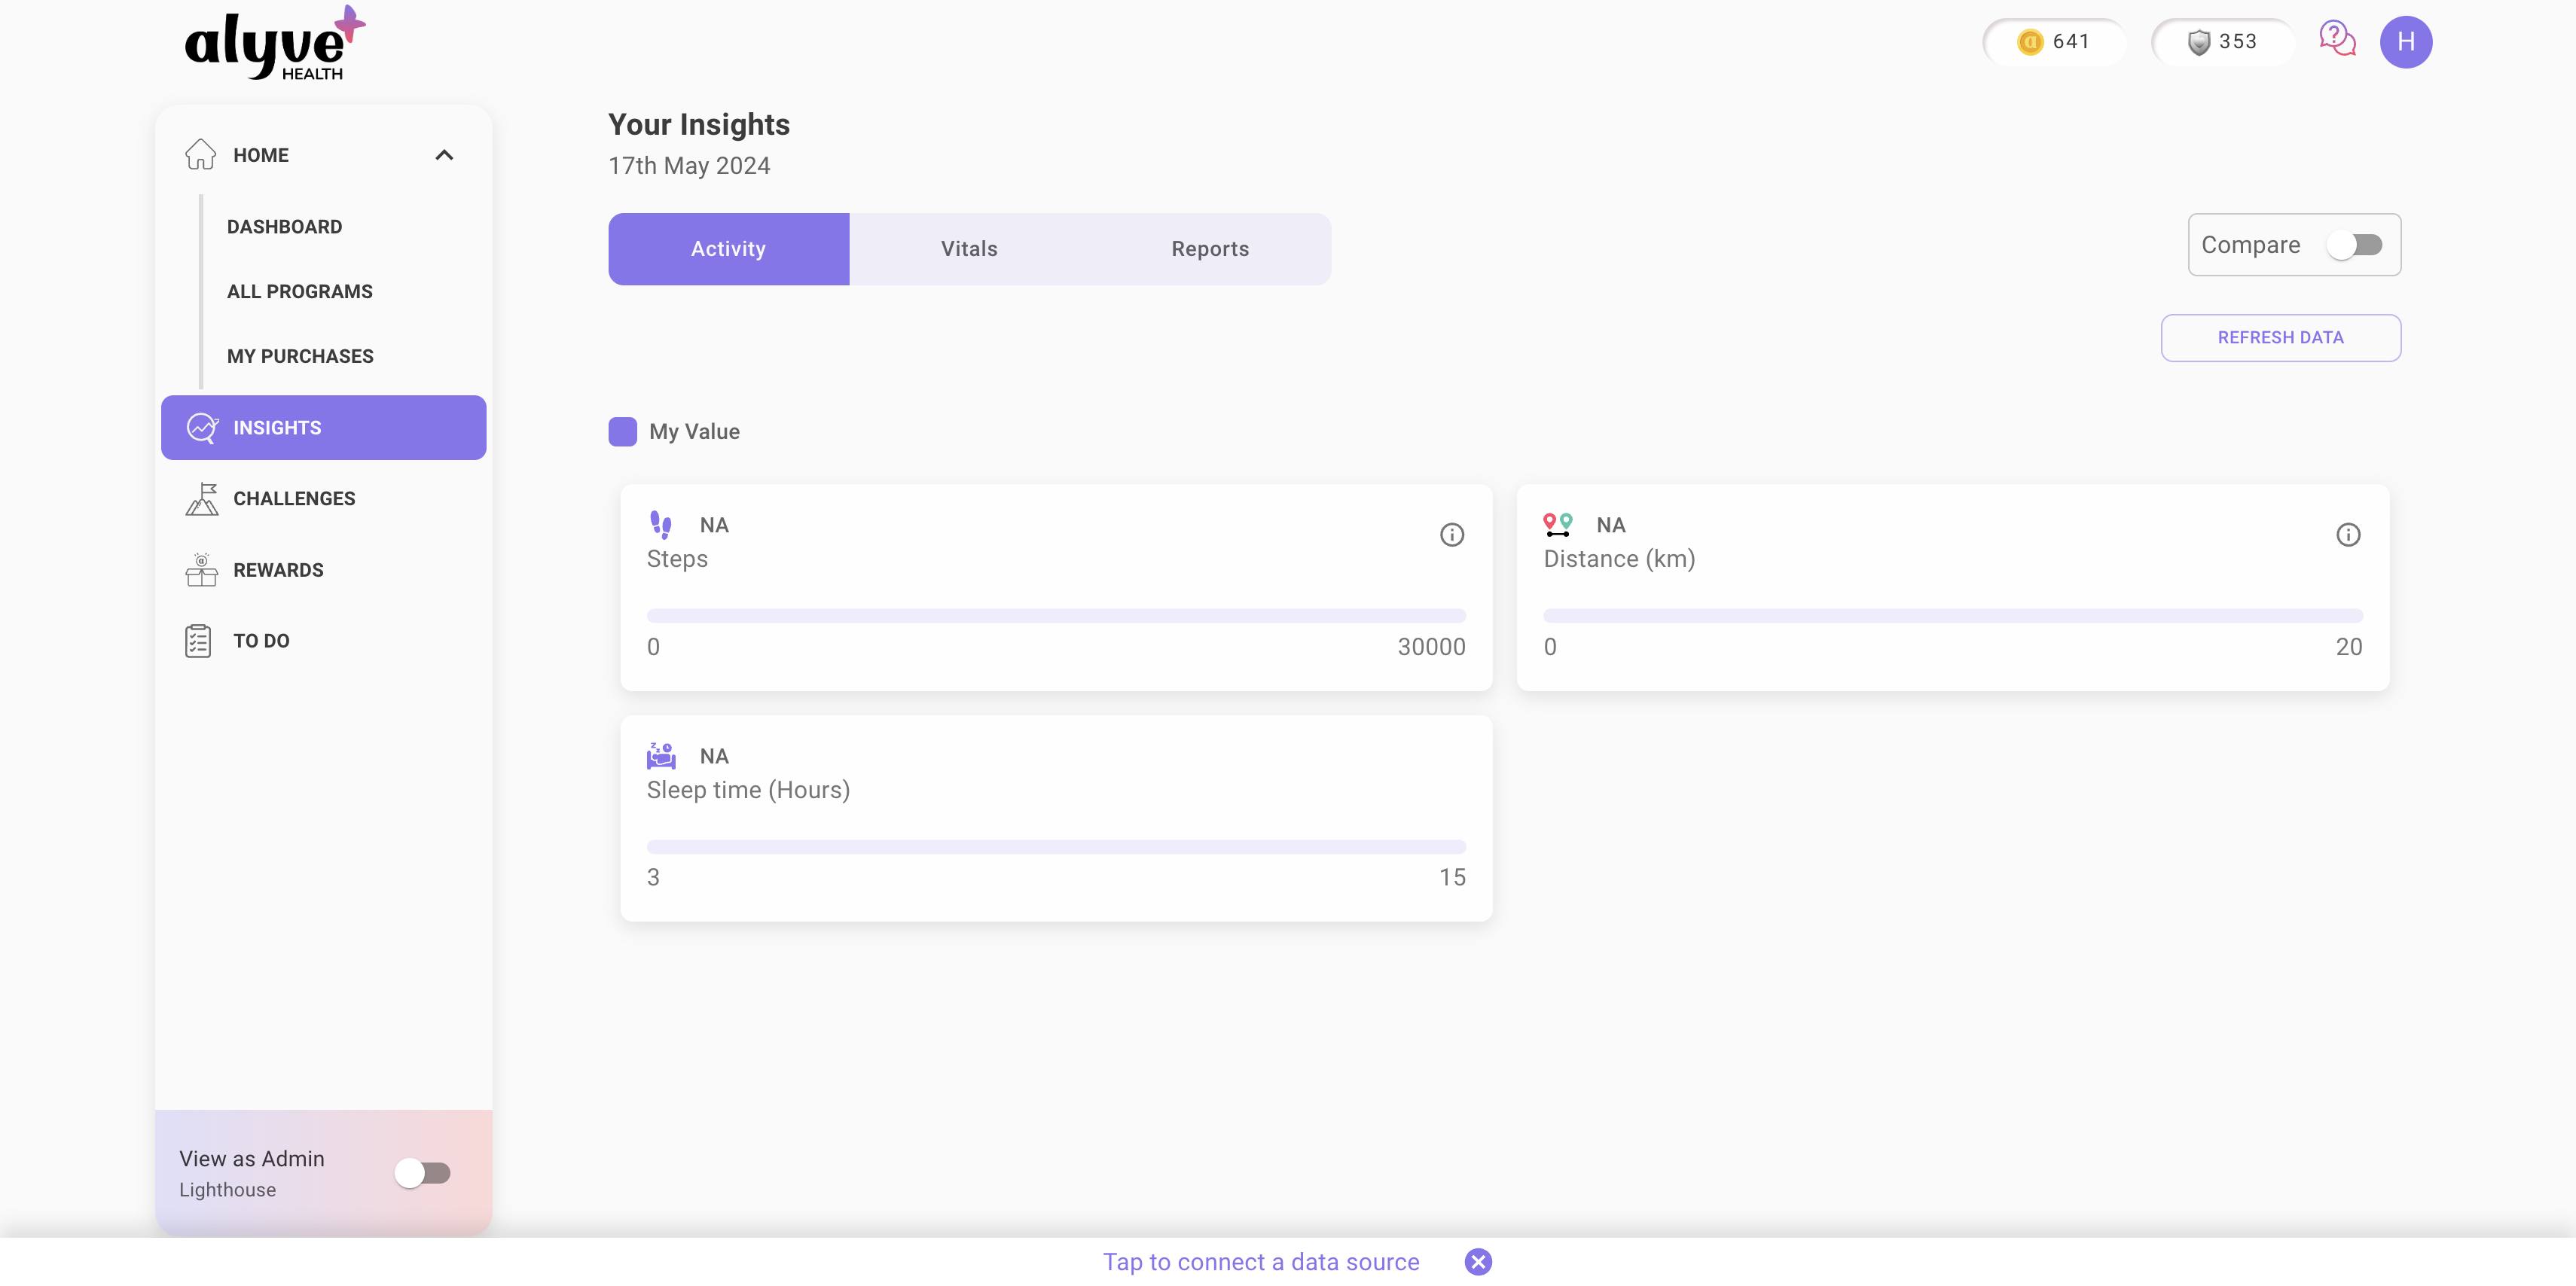 alyve
HEALTH
641
353
H
HOME
DASHBOARD
ALL PROGRAMS
MY PURCHASES
INSIGHTS
CHALLENGES
REWARDS
TO DO
View as Admin
Lighthouse
Your Insights
17th May 2024
Activity
Vitals
Reports
Compare
REFRESH DATA
My Value
NA
Steps
0
30000
NA
Distance (km)
0
20
NA
Sleep time (Hours)
3
15
Tap to connect a data source